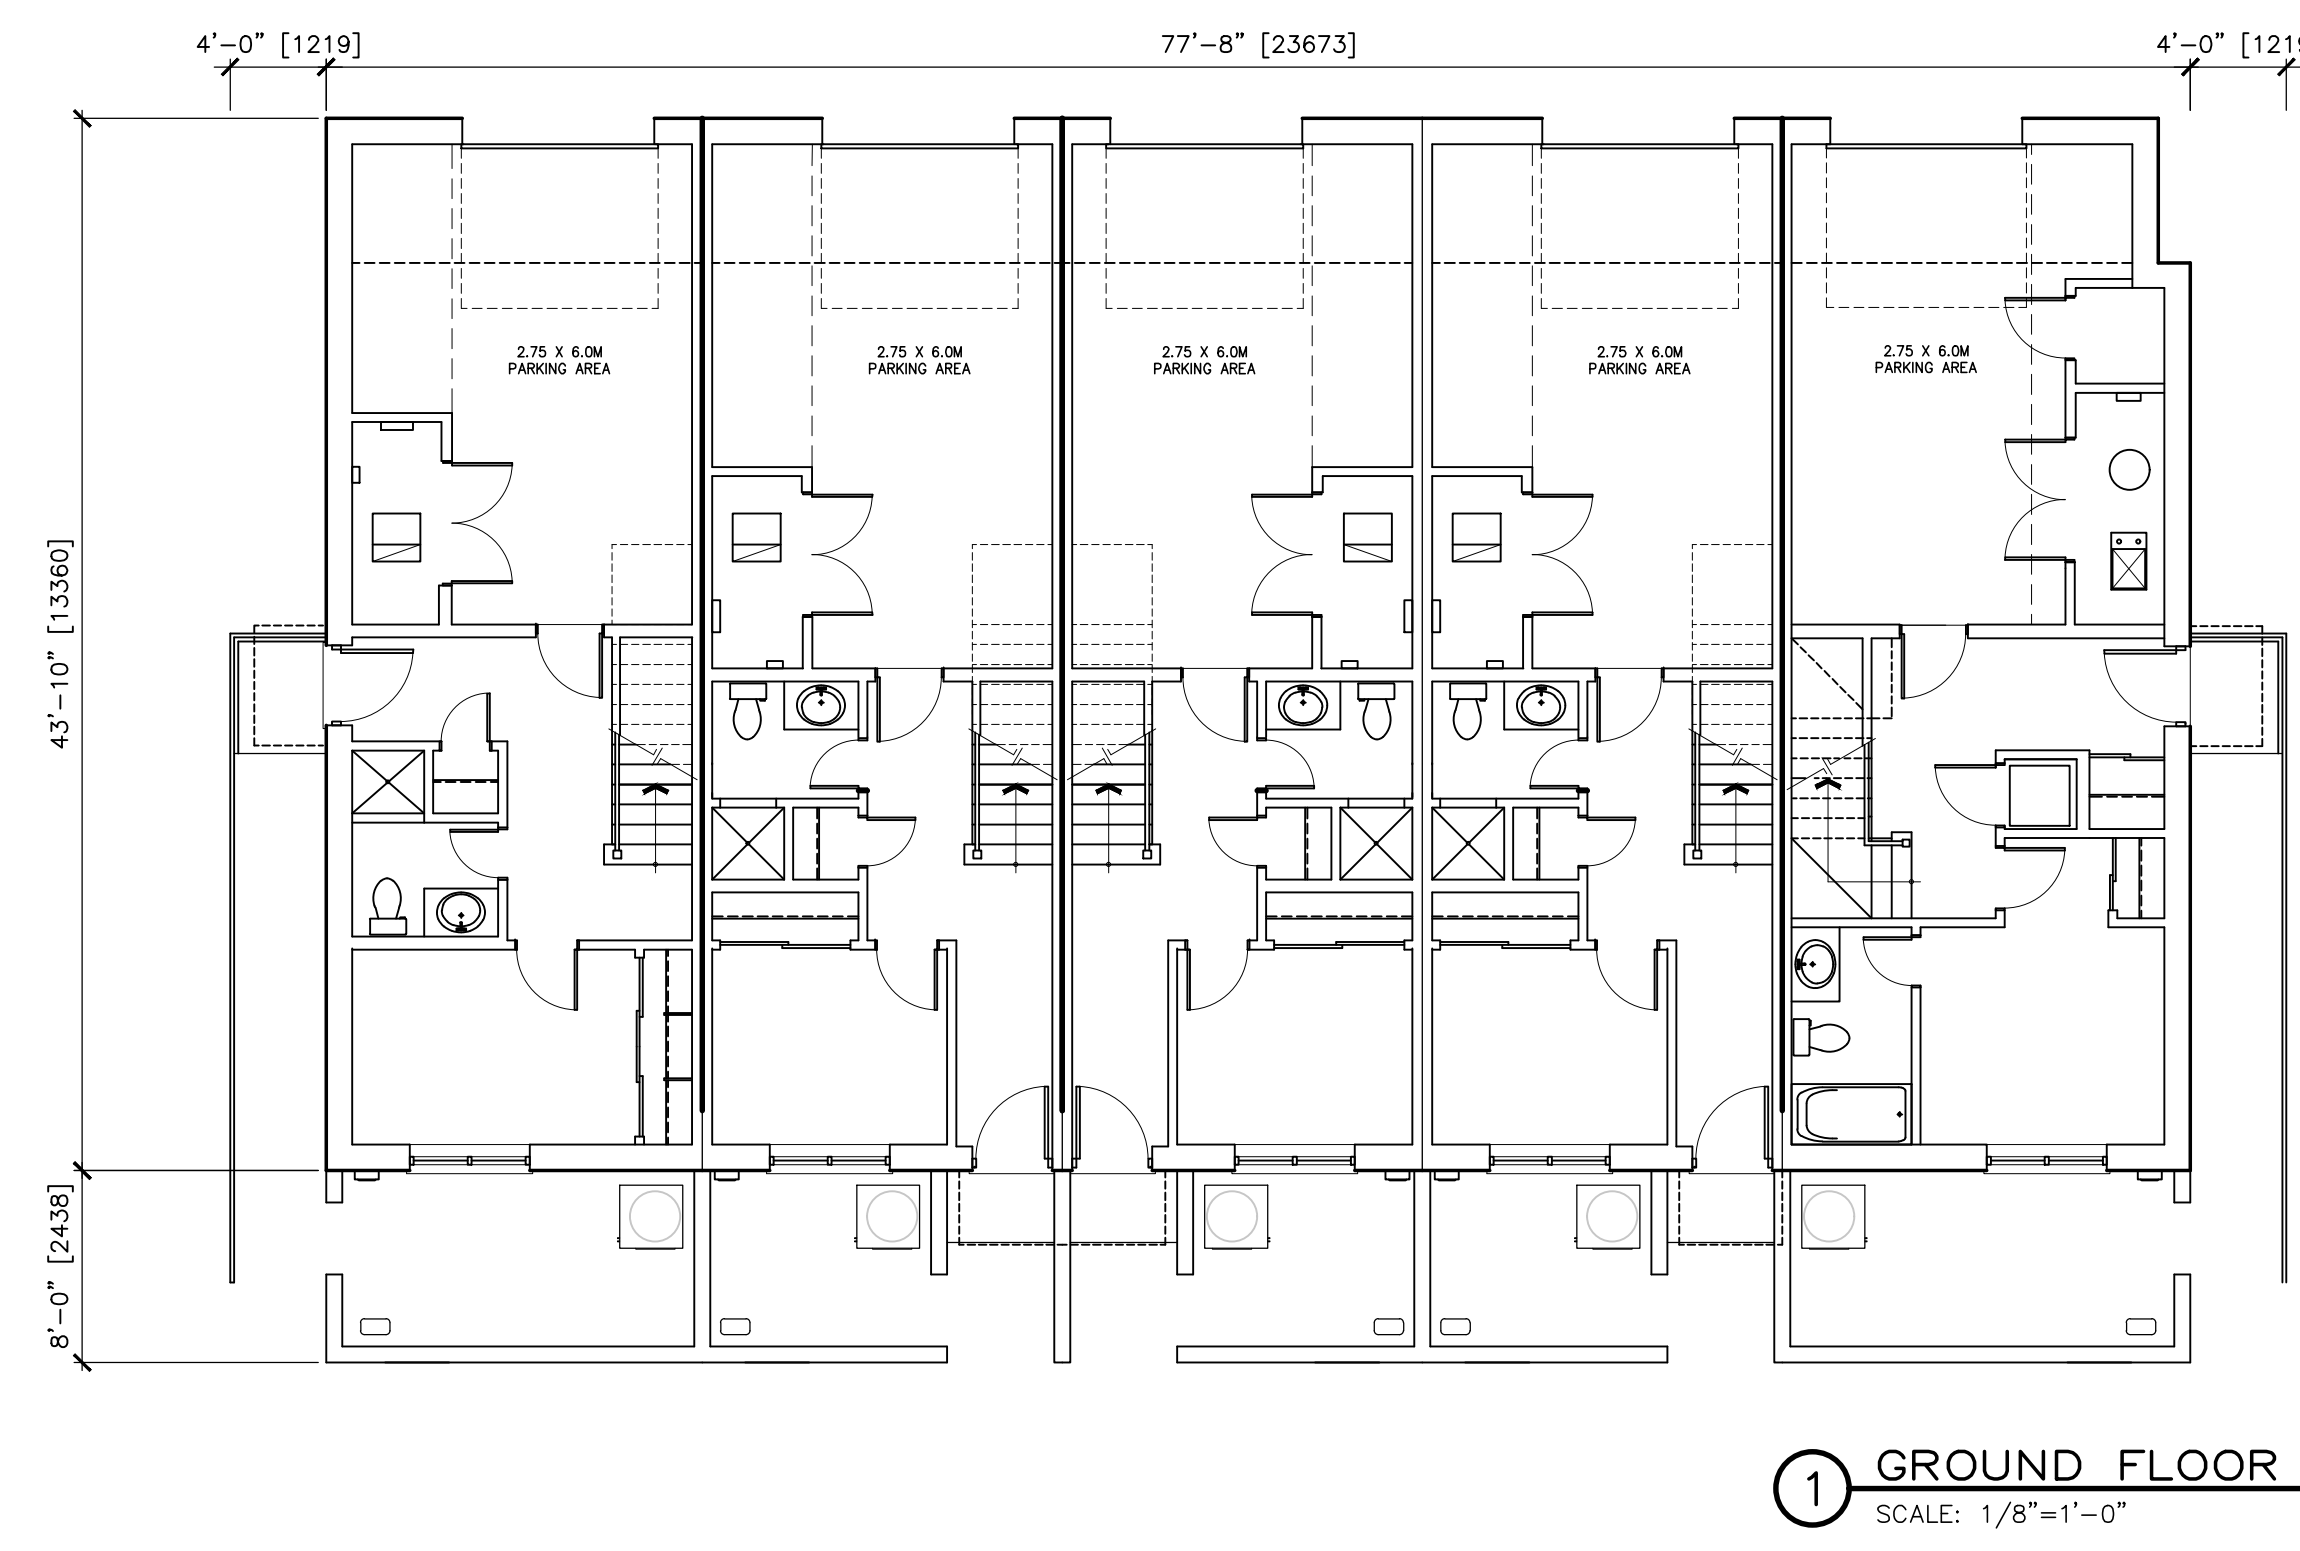 4'-0" [1219]
77'-8" [23673]
4'-0" [1219
2.75 X 6.0M
PARKING AREA
2.75 X 6.0M
PARKING AREA
2.75 X 6.0M
PARKING AREA
2.75 X 6.0M
PARKING AREA
2.75 X 6.0M
PARKING AREA
43'-10" [13360]
8'-0" [2438]
1
GROUND FLOOR
SCALE: 1/8"=1'-0"